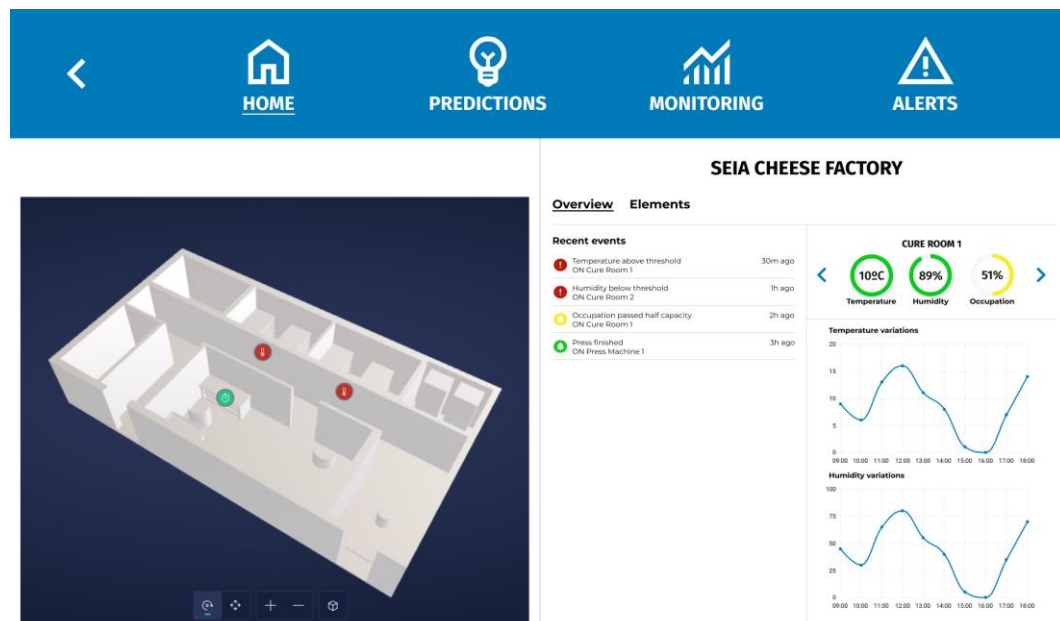 HOME
PREDICTIONS
MONITORING
ALERTS
SEIA CHEESE FACTORY
Overview Elements
Recent events
Temperature above threshold 30m ago
ON Cure Room 1
Humidity below threshold 1h ago
ON Cure Room 2
Occupation passed half capacity 2h ago
ON Cure Room 1
Press finished 3h ago
ON Press Machine 1
CURE ROOM 1
10ºC 89% 51%
Temperature Humidity Occupation
Temperature variations
20
15
10
5
0
09:00 10:00 11:00 12:00 13:00 14:00 15:00 16:00 17:00 18:00
Humidity variations
100
75
50
25
0
09:00 10:00 11:00 12:00 13:00 14:00 15:00 16:00 17:00 18:00